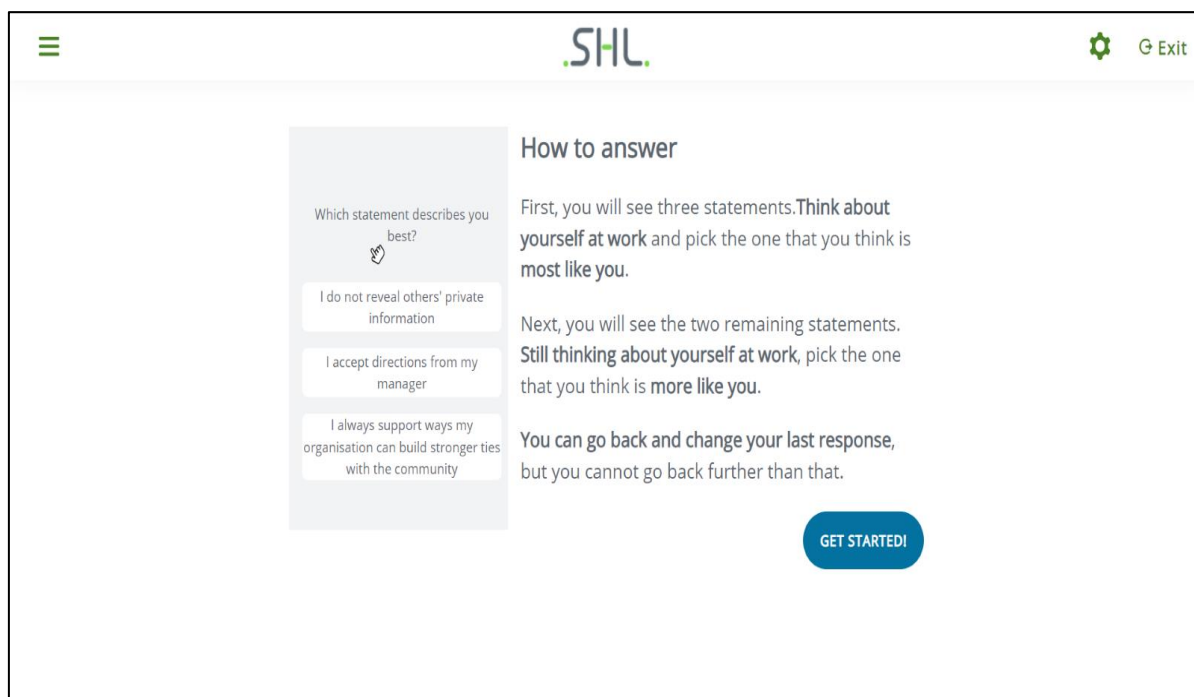 .SHL.
Exit
Which statement describes you
best?
I do not reveal others' private
information
I accept directions from my
manager
I always support ways my
organisation can build stronger ties
with the community
How to answer
First, you will see three statements.Think about
yourself at work and pick the one that you think is
most like you.
Next, you will see the two remaining statements.
Still thinking about yourself at work, pick the one
that you think is more like you.
You can go back and change your last response,
but you cannot go back further than that.
GET STARTED!